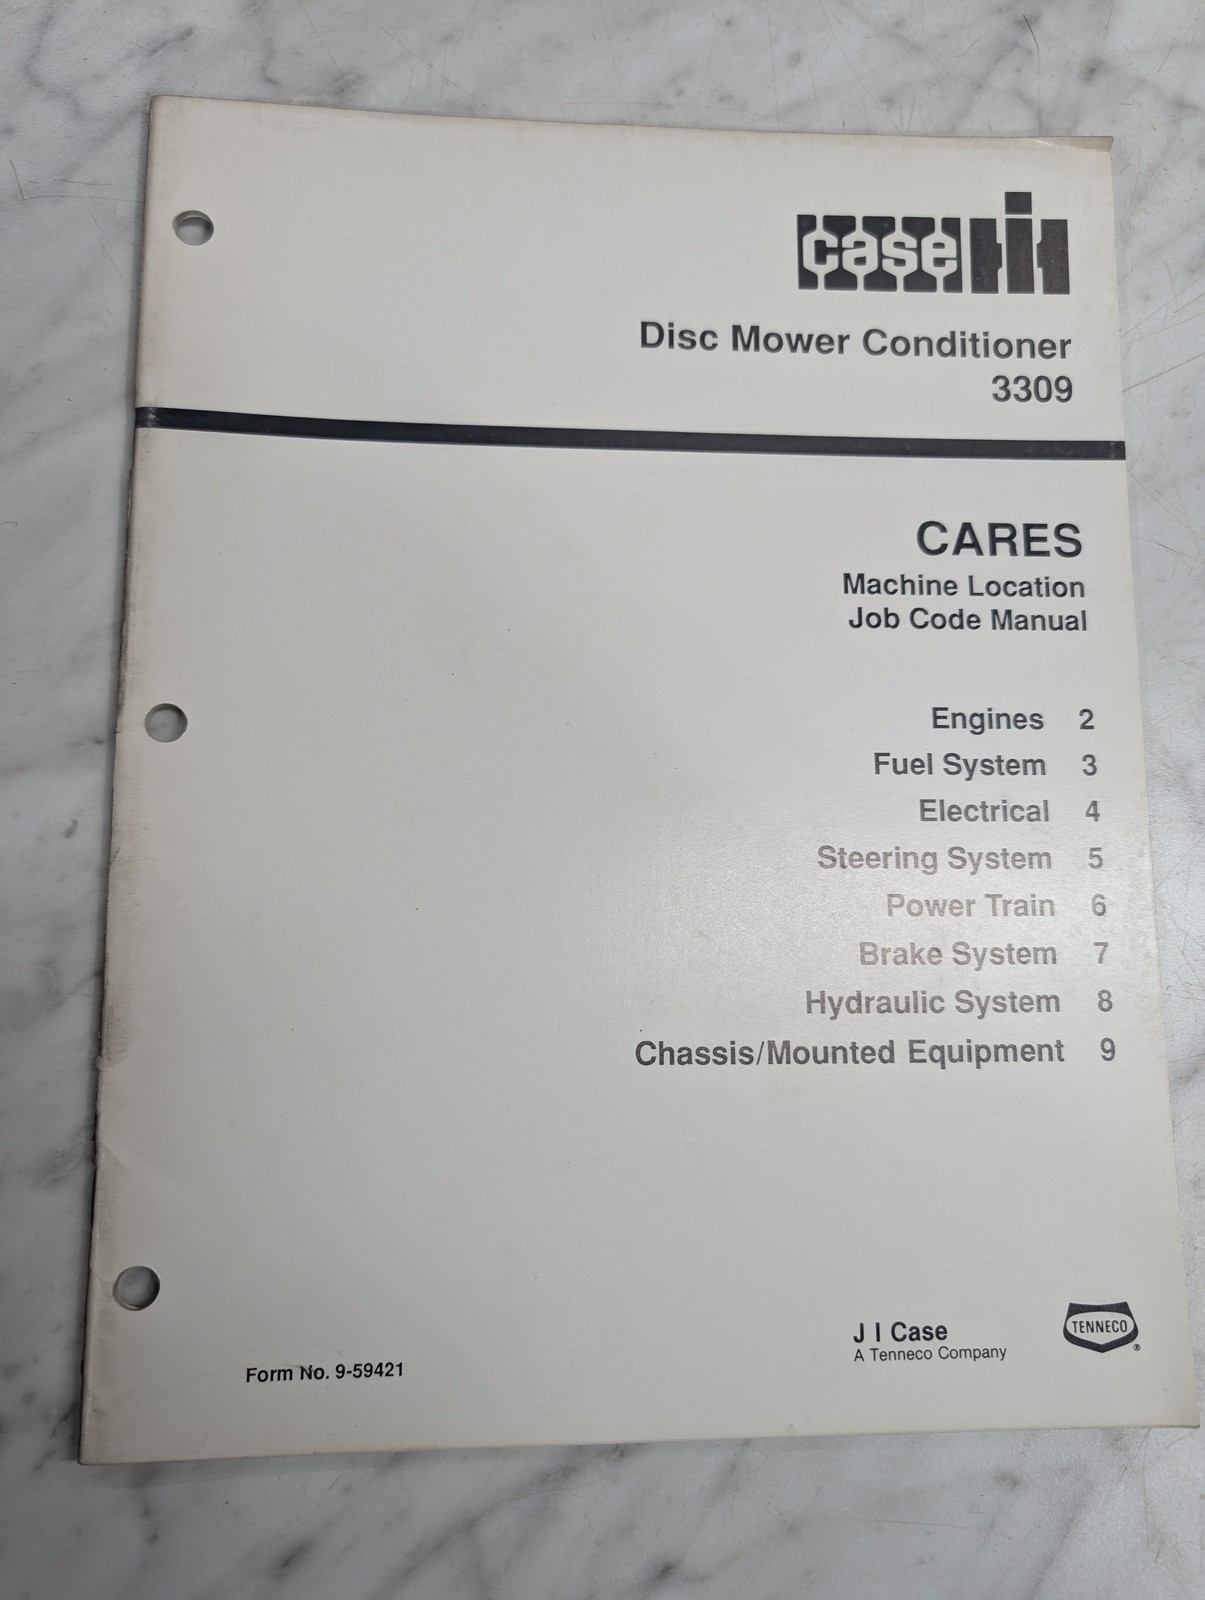 case IH
Disc Mower Conditioner
3309
CARES
Machine Location
Job Code Manual
Engines 2
Fuel System 3
Electrical 4
Steering System 5
Power Train 6
Brake System 7
Hydraulic System 8
Chassis/Mounted Equipment 9
J I Case
A Tenneco Company
TENNECO
®
Form No. 9-59421